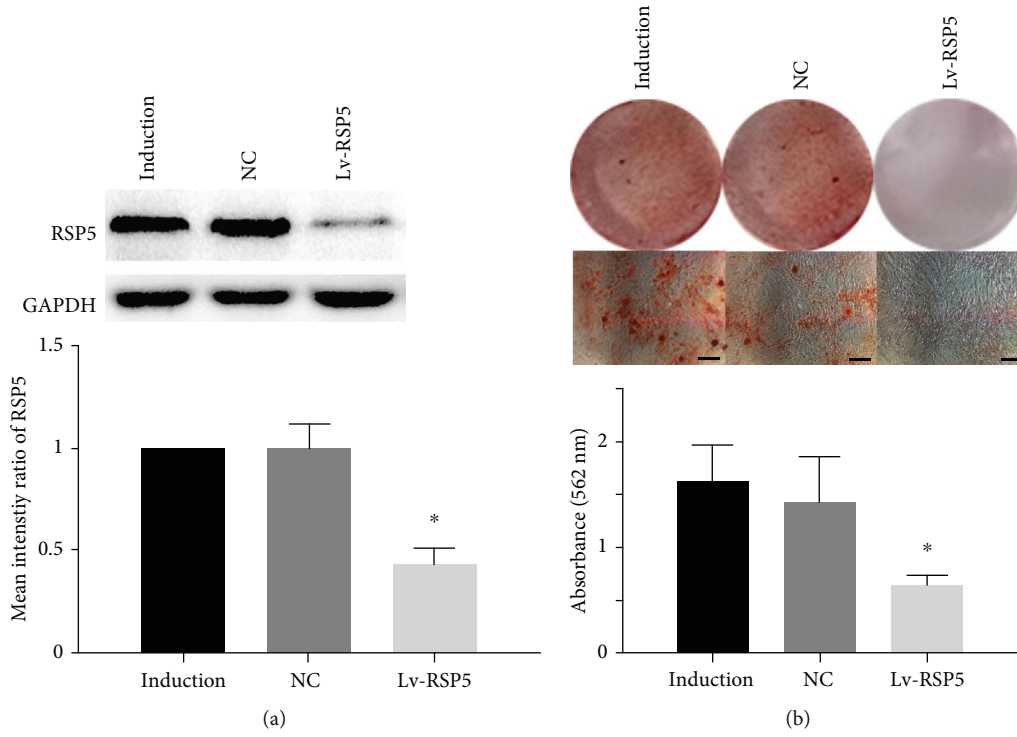 Induction
NC
Lv-RSP5
RSP5
GAPDH
Mean intenstiy ratio of RSP5
1.5
1
0.5
0
*
Induction
NC
Lv-RSP5
(a)
Induction
NC
Lv-RSP5
Absorbance (562 nm)
2
1
0
*
Induction
NC
Lv-RSP5
(b)